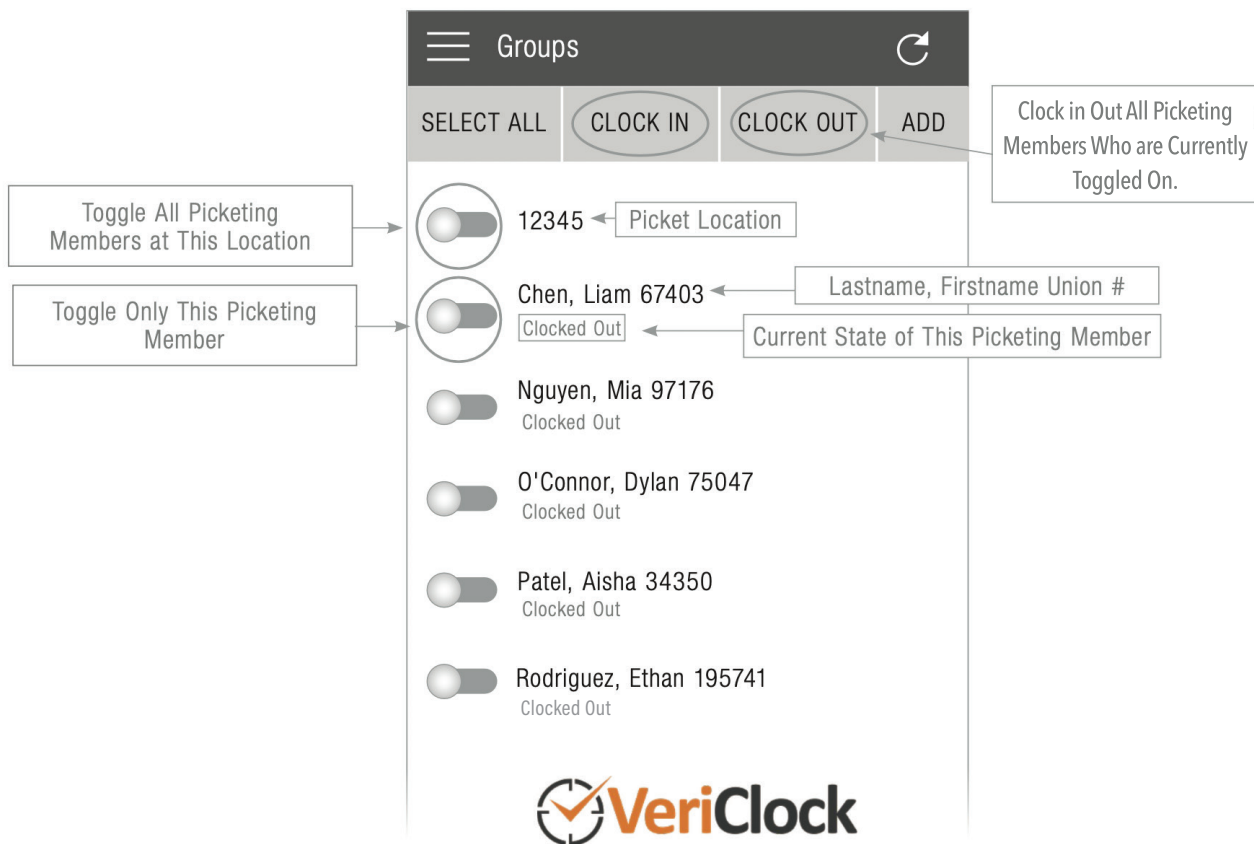 Groups
SELECT ALL CLOCK IN CLOCK OUT ADD
Clock in Out All Picketing
Members Who are Currently
Toggled On.
Toggle All Picketing
Members at This Location
12345
Picket Location
Toggle Only This Picketing
Member
Chen, Liam 67403
Lastname, Firstname Union #
Clocked Out
Current State of This Picketing Member
Nguyen, Mia 97176
Clocked Out
O'Connor, Dylan 75047
Clocked Out
Patel, Aisha 34350
Clocked Out
Rodriguez, Ethan 195741
Clocked Out
VeriClock